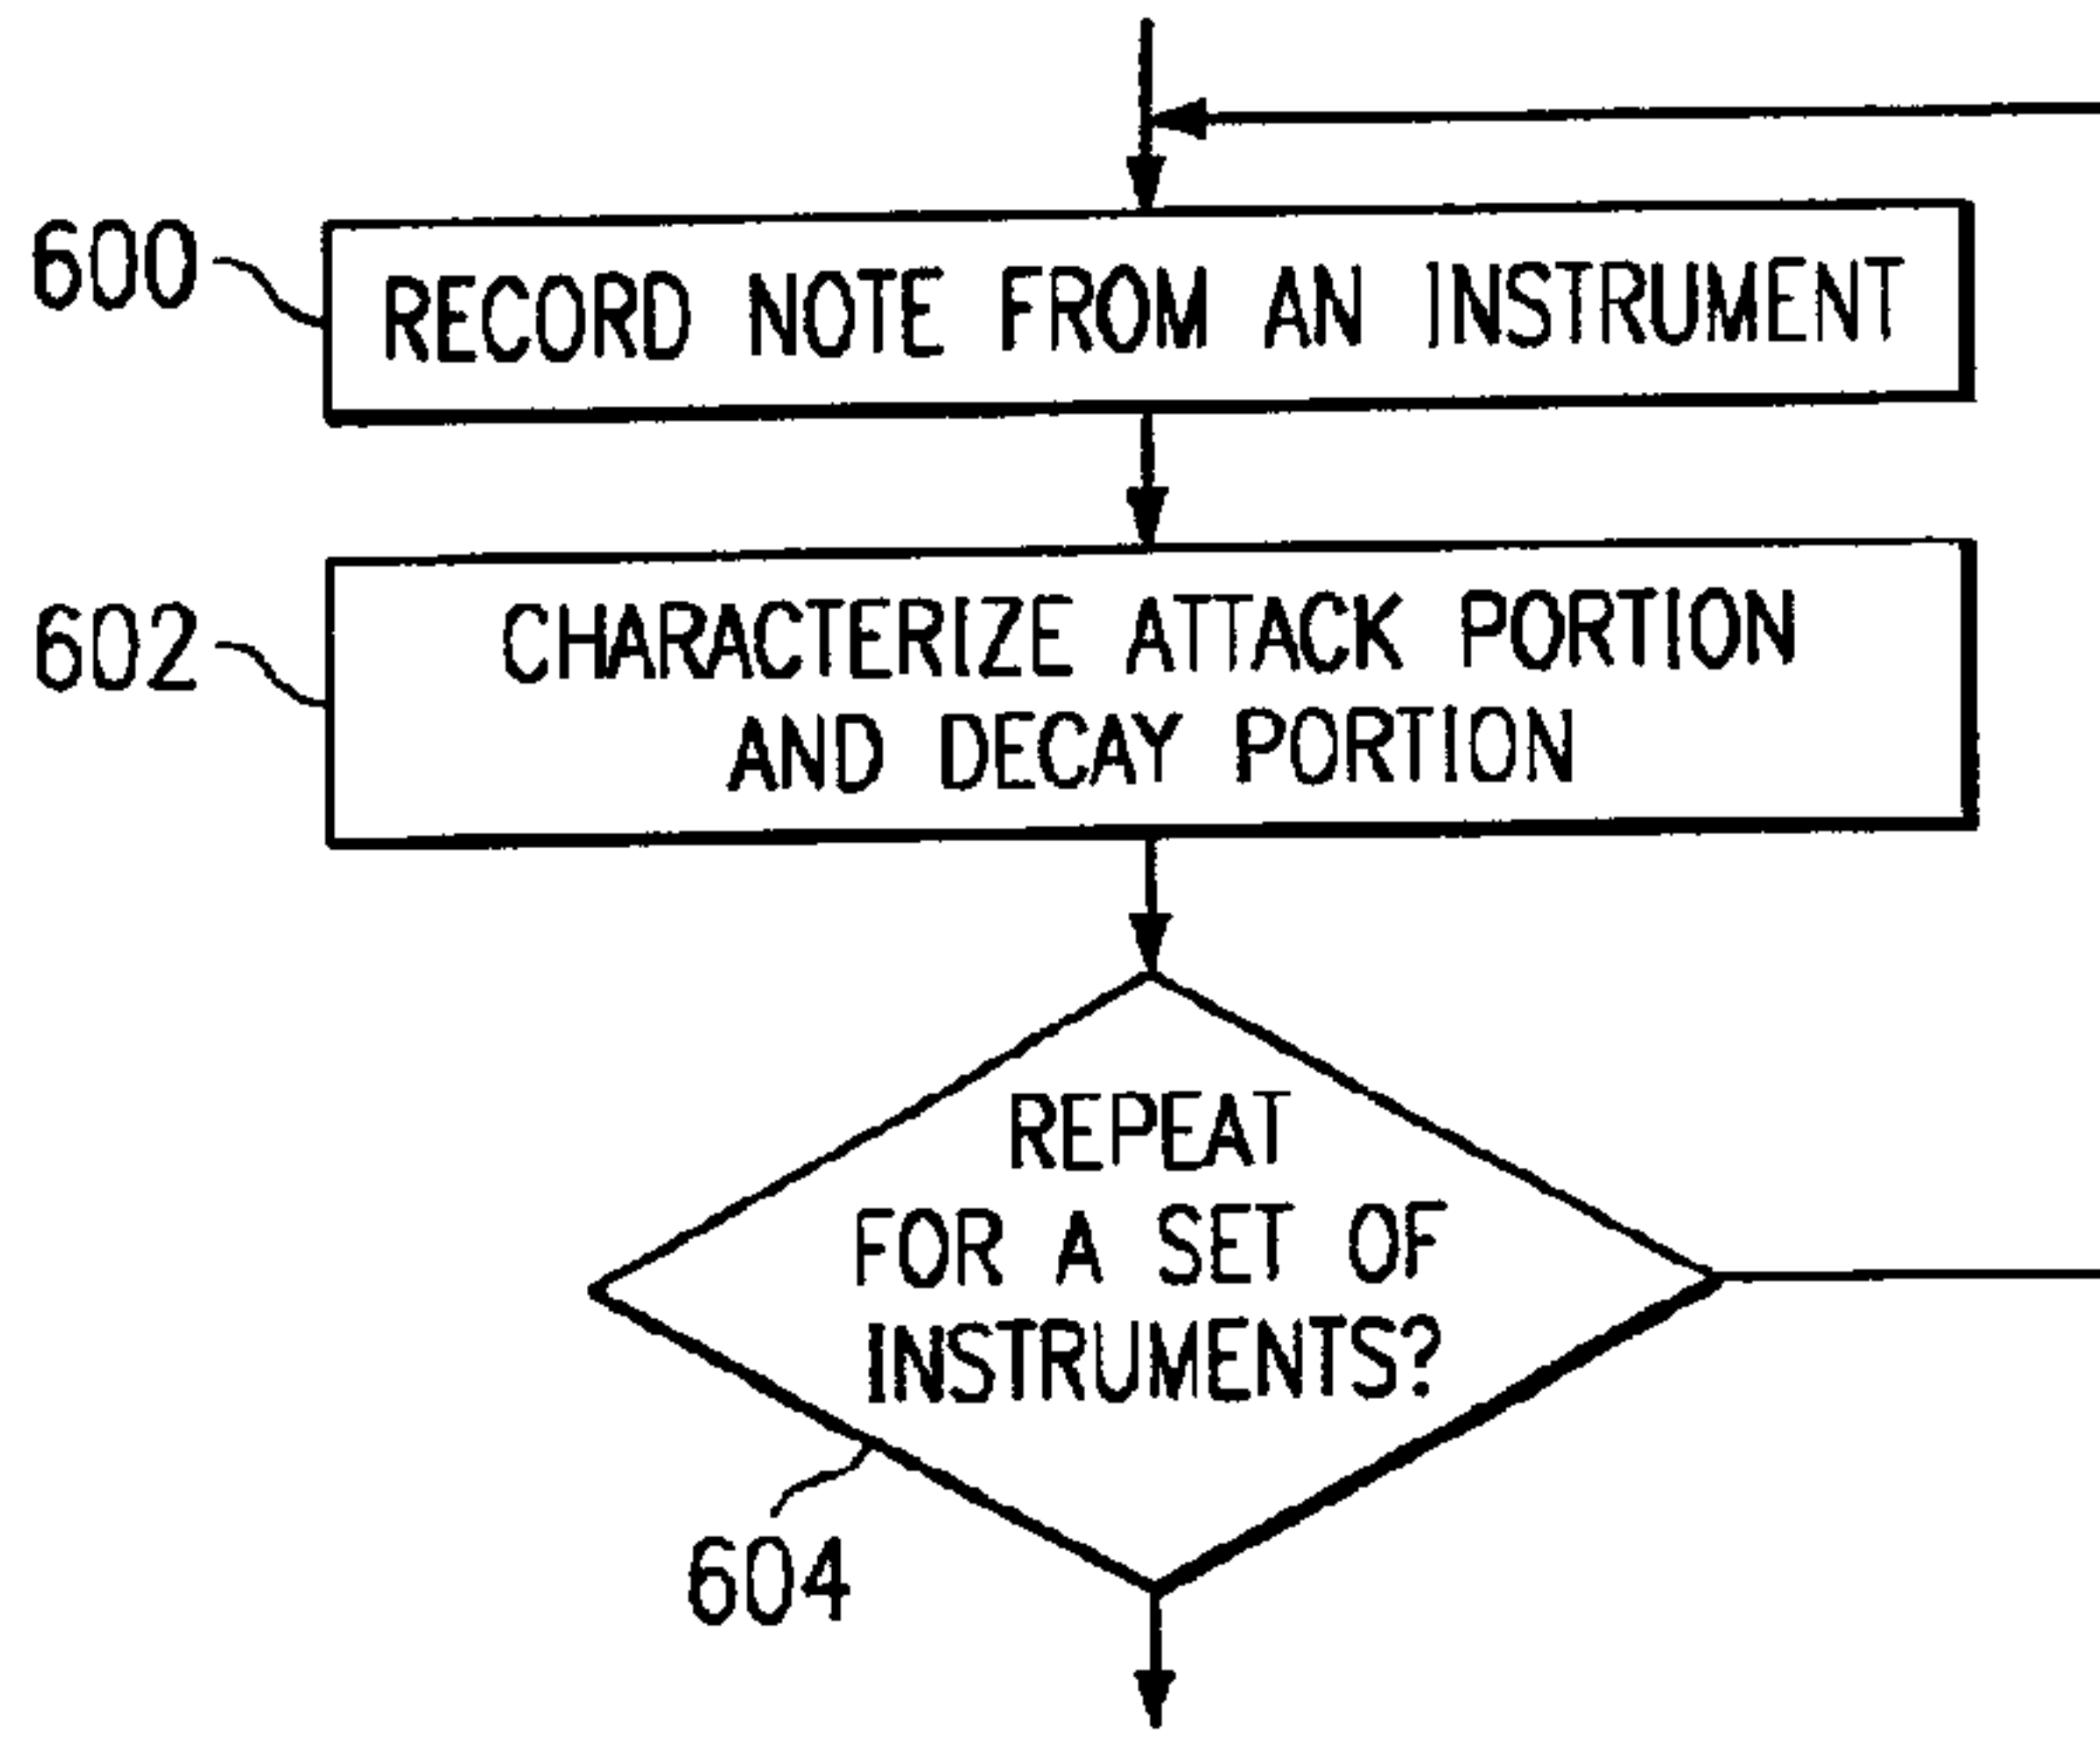 600
RECORD NOTE FROM AN INSTRUMENT
602
CHARACTERIZE ATTACK PORTION
AND DECAY PORTION
REPEAT
FOR A SET OF
INSTRUMENTS?
604